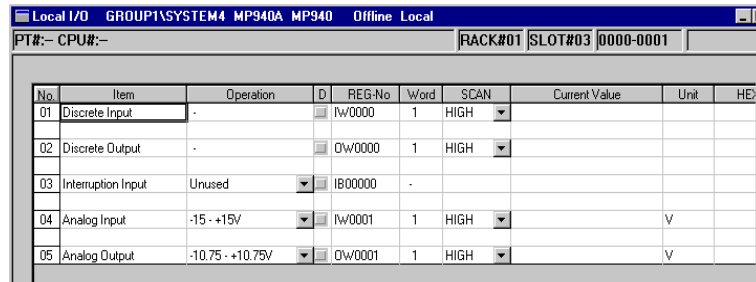 Local I/O GROUP1\SYSTEM4 MP940A MP940 Offline Local
PT#:– CPU#:– RACK#01 SLOT#03 0000-0001
No. Item Operation D REG-No Word SCAN Current Value Unit HEX
01 Discrete Input - IW0000 1 HIGH
02 Discrete Output - OW0000 1 HIGH
03 Interruption Input Unused IB00000 -
04 Analog Input -15 - +15V IW0001 1 HIGH V
05 Analog Output -10.75 - +10.75V OW0001 1 HIGH V